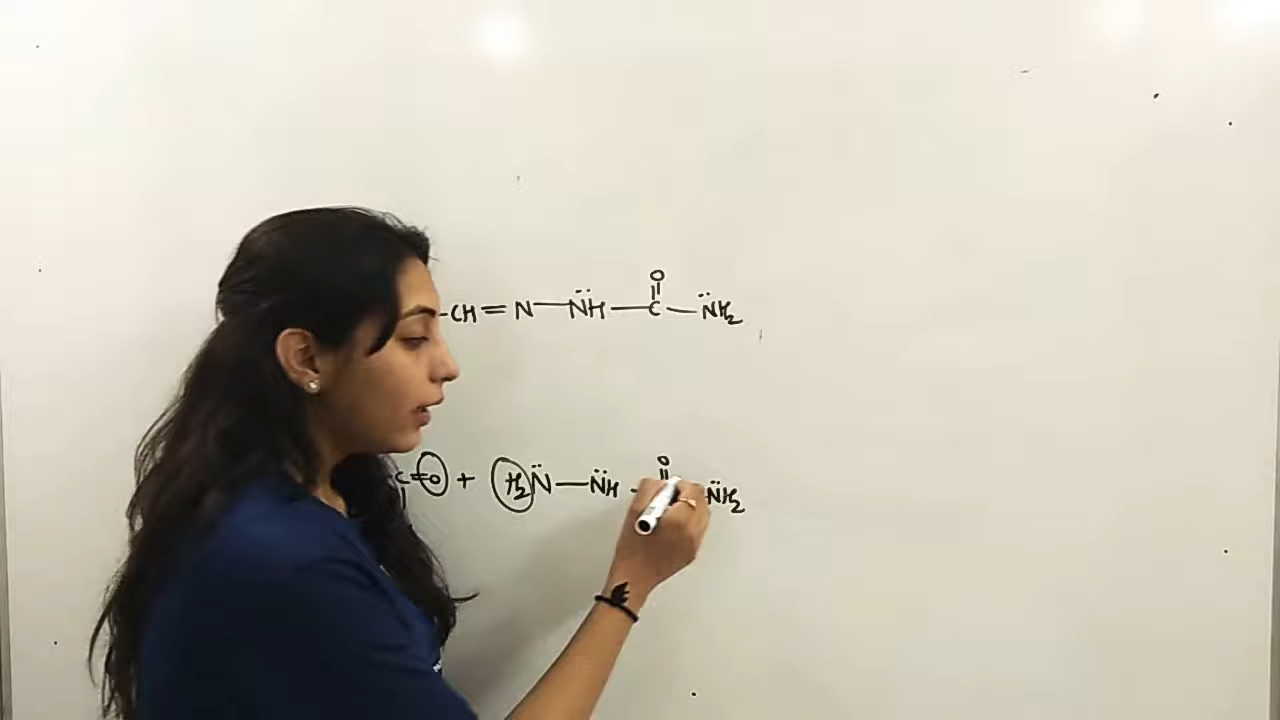 O
-CH=N—N̈H—C—N̈H₂
O
C=O + H₂N̈—N̈H N̈H₂